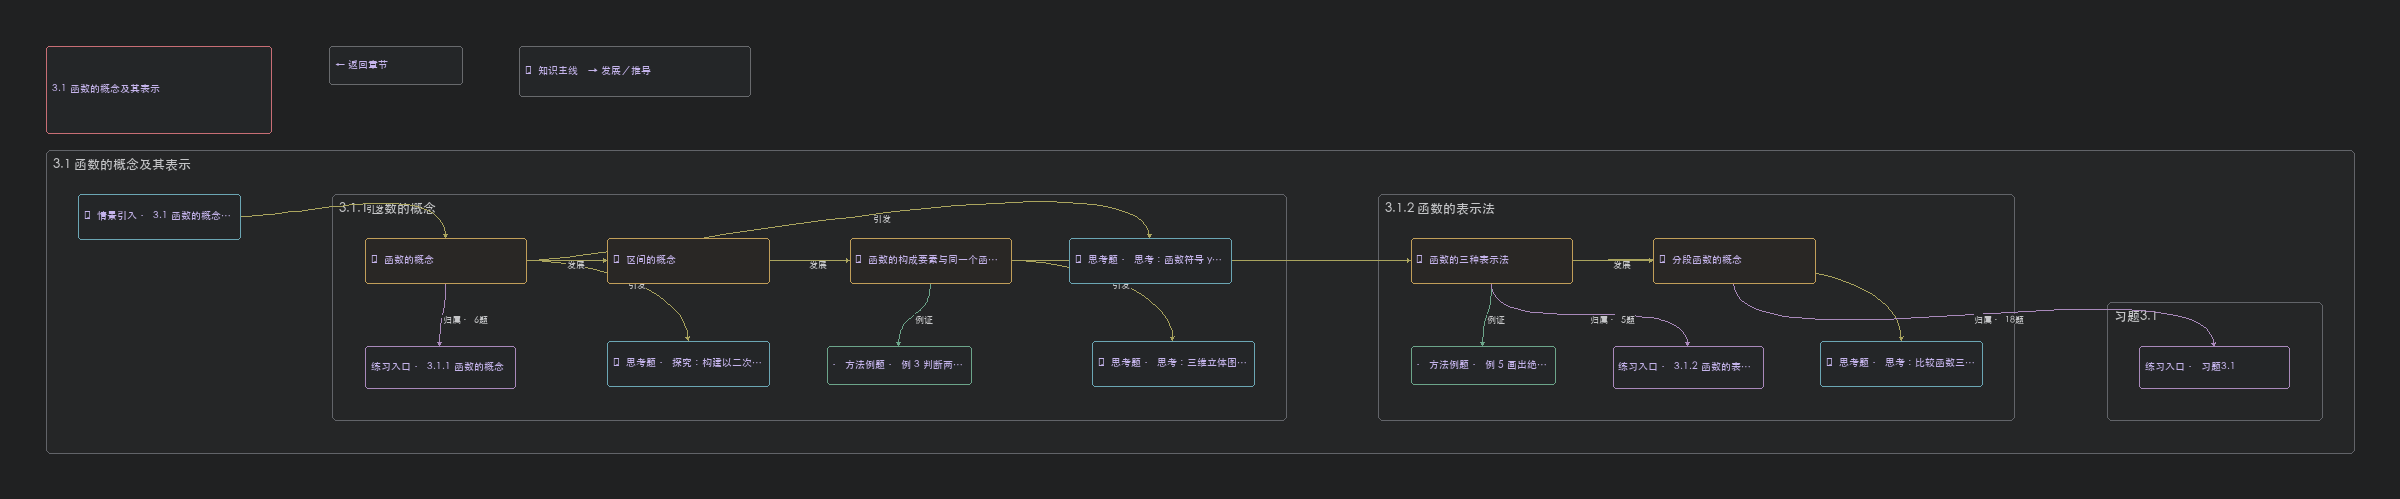 3.1 函数的概念及其表示
← 返回章节
知识主线 → 发展／推导
3.1 函数的概念及其表示
情景引入 · 3.1 函数的概念…
引发
3.1.1 函数的概念
引发
3.1.2 函数的表示法
函数的概念
发展
区间的概念
发展
函数的构成要素与同一个函…
思考题 · 思考：函数符号 y…
函数的三种表示法
发展
分段函数的概念
引发
引发
归属 · 6题
例证
例证
归属 · 5题
归属 · 18题
习题3.1
练习入口 · 3.1.1 函数的概念
思考题 · 探究：构建以二次…
· 方法例题 · 例 3 判断两…
思考题 · 思考：三维立体图…
· 方法例题 · 例 5 画出绝…
练习入口 · 3.1.2 函数的表…
思考题 · 思考：比较函数三…
练习入口 · 习题3.1